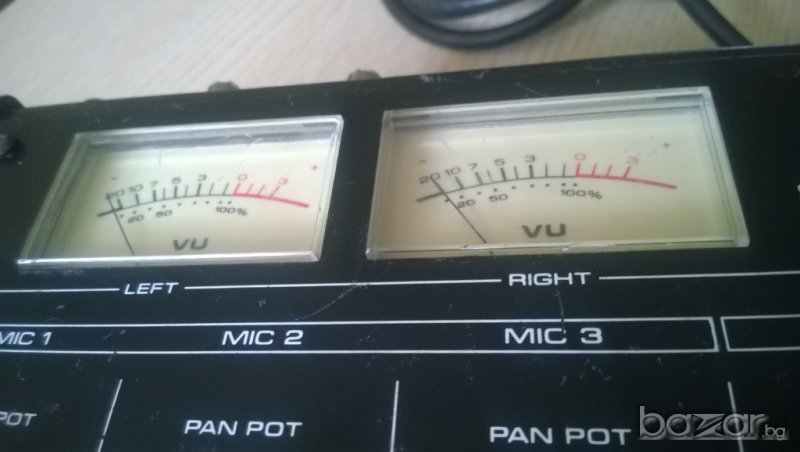 - 20 10 7 5 3 0 3 +
20 50 100%
VU
- 20 10 7 5 3 0 3 +
20 50 100%
VU
LEFT RIGHT
MIC 1 MIC 2 MIC 3
POT PAN POT PAN POT
bazar.bg